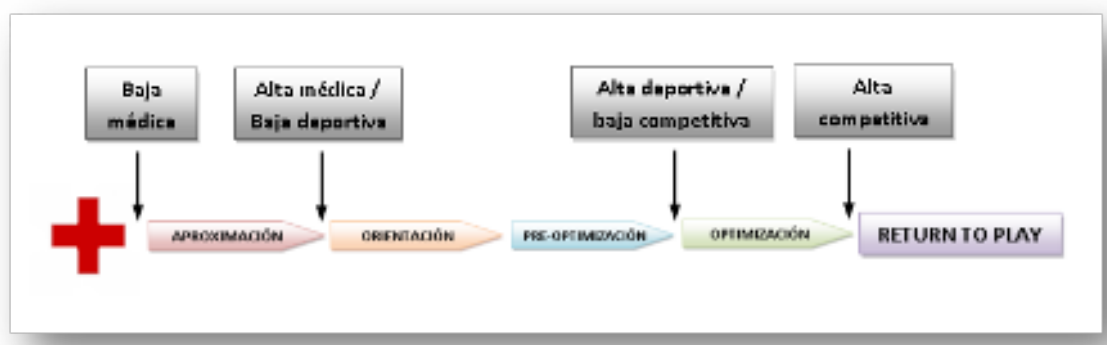 Baja
médica
Alta médica /
Baja deportiva
Alta deportiva /
baja competitiva
Alta
competitiva
APROXIMACIÓN
ORIENTACIÓN
PRE-OPTIMIZACIÓN
OPTIMIZACIÓN
RETURN TO PLAY